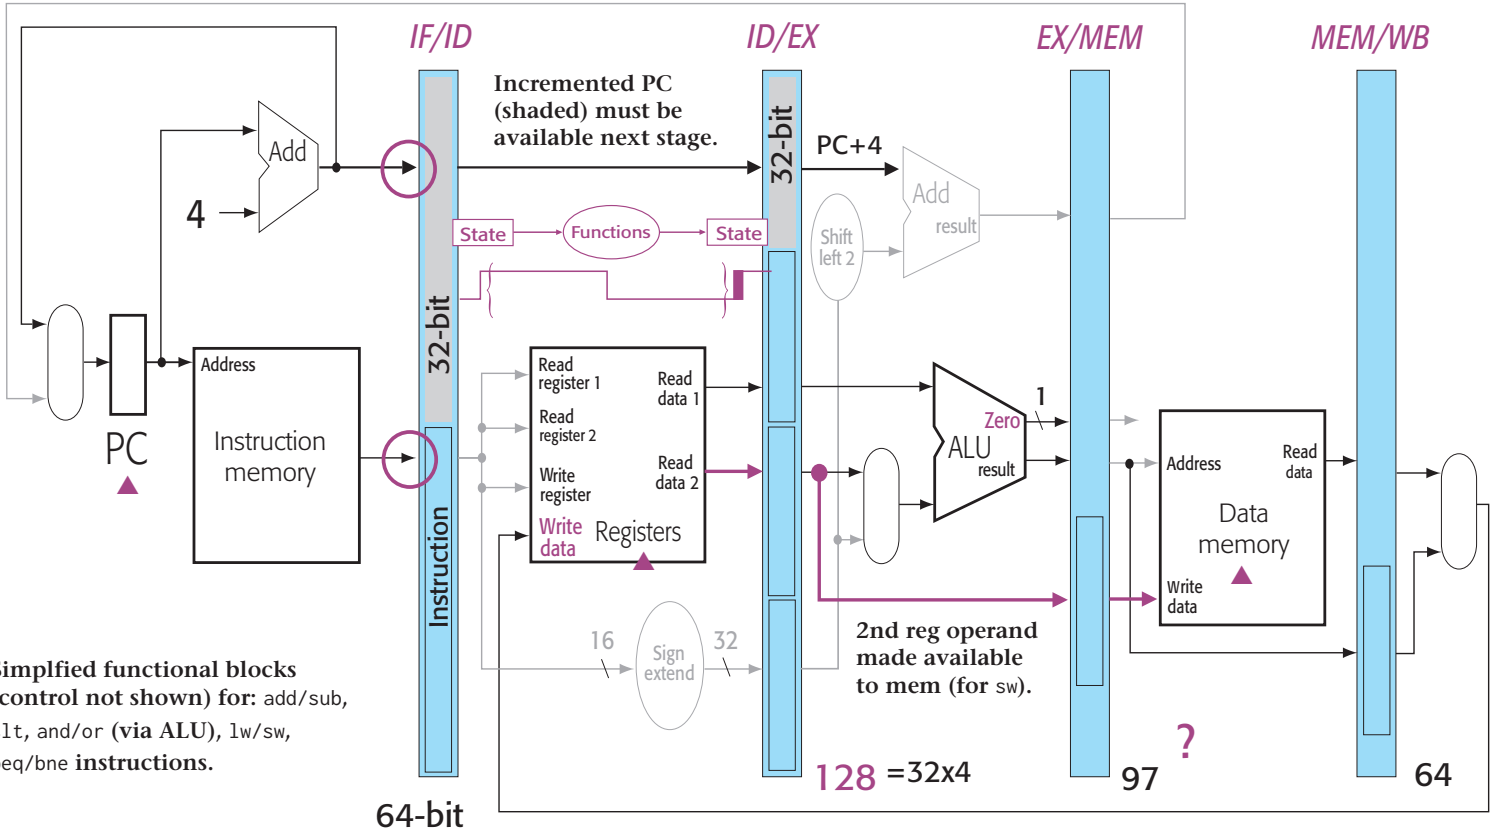 IF/ID
ID/EX
EX/MEM
MEM/WB
Incremented PC
(shaded) must be
available next stage.
32-bit
PC+4
Add
4
Add
result
State
Functions
State
Shift
left 2
32-bit
Address
Instruction
memory
PC
Read
register 1
Read
data 1
Read
register 2
Read
data 2
Write
register
Write
data
Registers
1
Zero
ALU
result
Address
Read
data
Data
memory
Write
data
Instruction
16
Sign
extend
32
2nd reg operand
made available
to mem (for sw).
implfied functional blocks
control not shown) for: add/sub,
lt, and/or (via ALU), lw/sw,
eq/bne instructions.
?
128 =32x4
97
64
64-bit